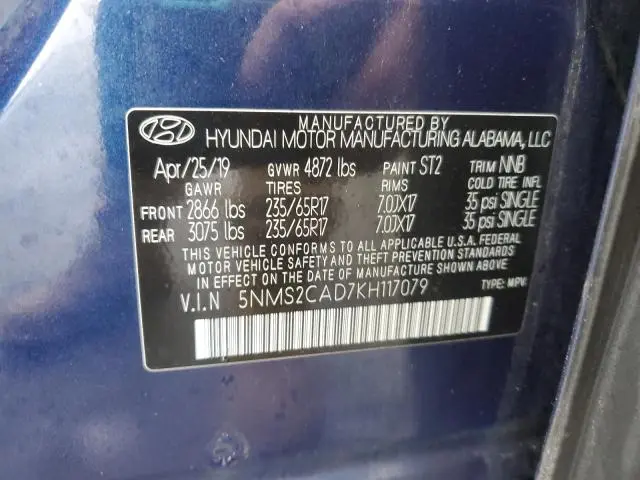 MANUFACTURED BY
HYUNDAI MOTOR MANUFACTURING ALABAMA, LLC
Apr/25/19 GVWR 4872 lbs PAINT ST2 TRIM NNB
GAWR TIRES RIMS COLD TIRE INFL
FRONT 2866 lbs 235/65R17 7.0JX17 35 psi SINGLE
REAR 3075 lbs 235/65R17 7.0JX17 35 psi SINGLE
THIS VEHICLE CONFORMS TO ALL APPLICABLE U.S.A. FEDERAL
MOTOR VEHICLE SAFETY AND THEFT PREVENTION STANDARDS
IN EFFECT ON THE DATE OF MANUFACTURE SHOWN ABOVE.
V.I.N 5NMS2CAD7KH117079 TYPE: MPV